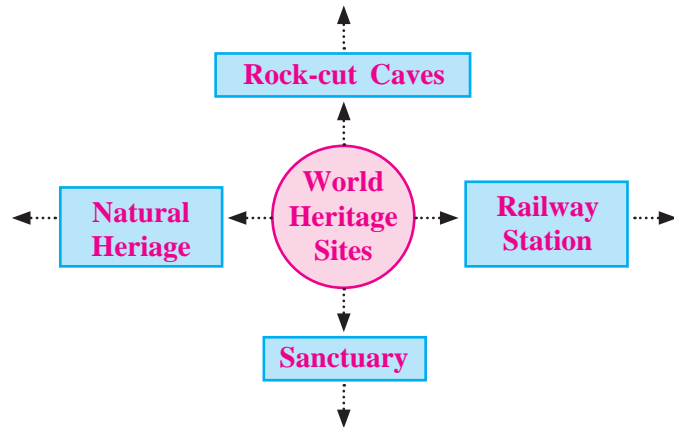 Rock-cut Caves
World
Heritage
Sites
Natural
Heriage
Railway
Station
Sanctuary